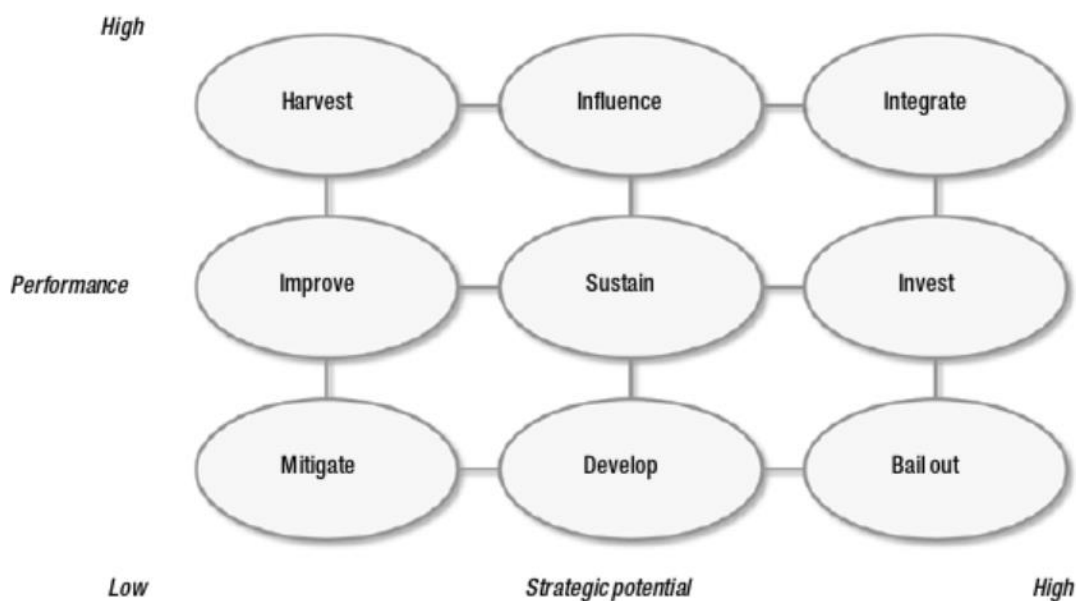 High
Harvest Influence Integrate
Performance Improve Sustain Invest
Mitigate Develop Bail out
Low Strategic potential High